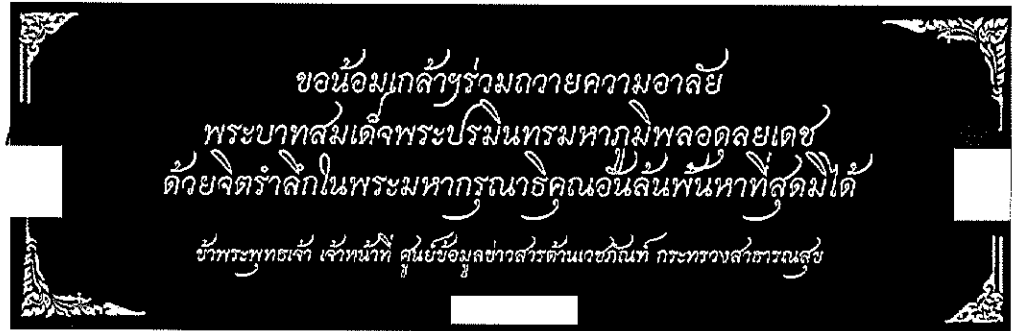 ขอน้อมเกล้าฯร่วมถวายความอาลัย
พระบาทสมเด็จพระปรมินทรมหาภูมิพลอดุลยเดช
ด้วยจิตรำลึกในพระมหากรุณาธิคุณอันล้นพ้นหาที่สุดมิได้
ข้าพระพุทธเจ้า เจ้าหน้าที่ ศูนย์ข้อมูลข่าวสารด้านเวชภัณฑ์ กระทรวงสาธารณสุข